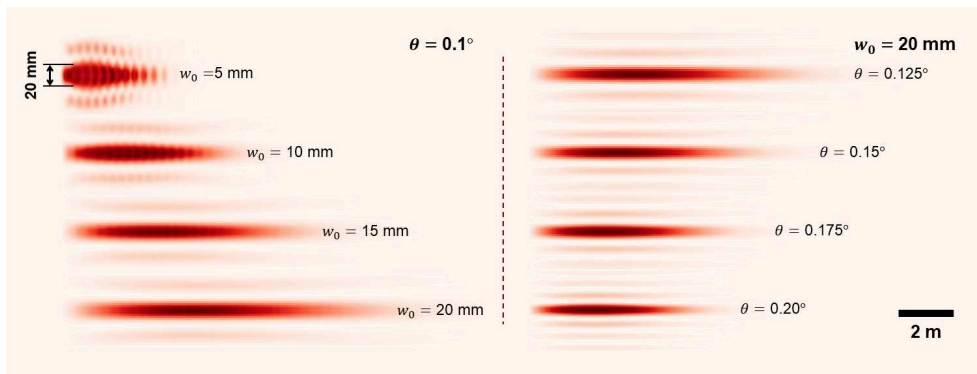 θ = 0.1°
20 mm
w₀ =5 mm
w₀ = 10 mm
w₀ = 15 mm
w₀ = 20 mm
w₀ = 20 mm
θ = 0.125°
θ = 0.15°
θ = 0.175°
θ = 0.20°
2 m